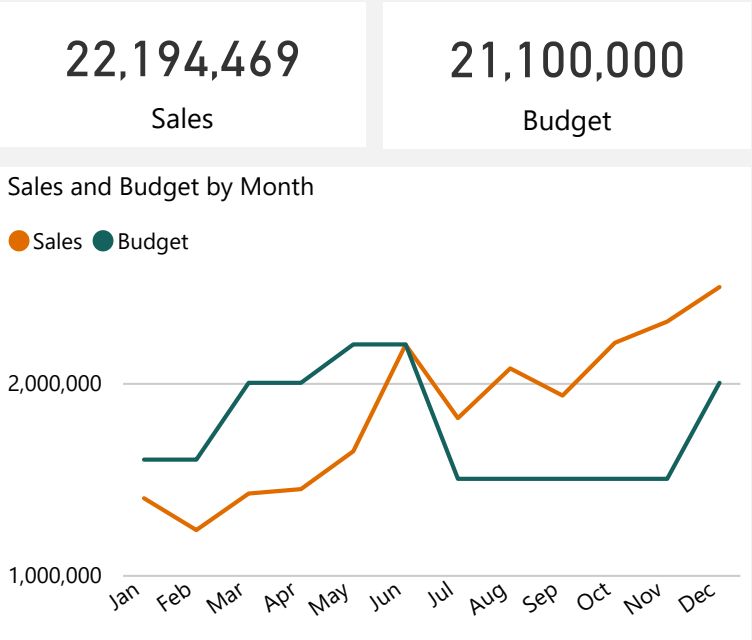 22,194,469
Sales
21,100,000
Budget
Sales and Budget by Month
Sales Budget
2,000,000
1,000,000
Jan Feb Mar Apr May Jun Jul Aug Sep Oct Nov Dec